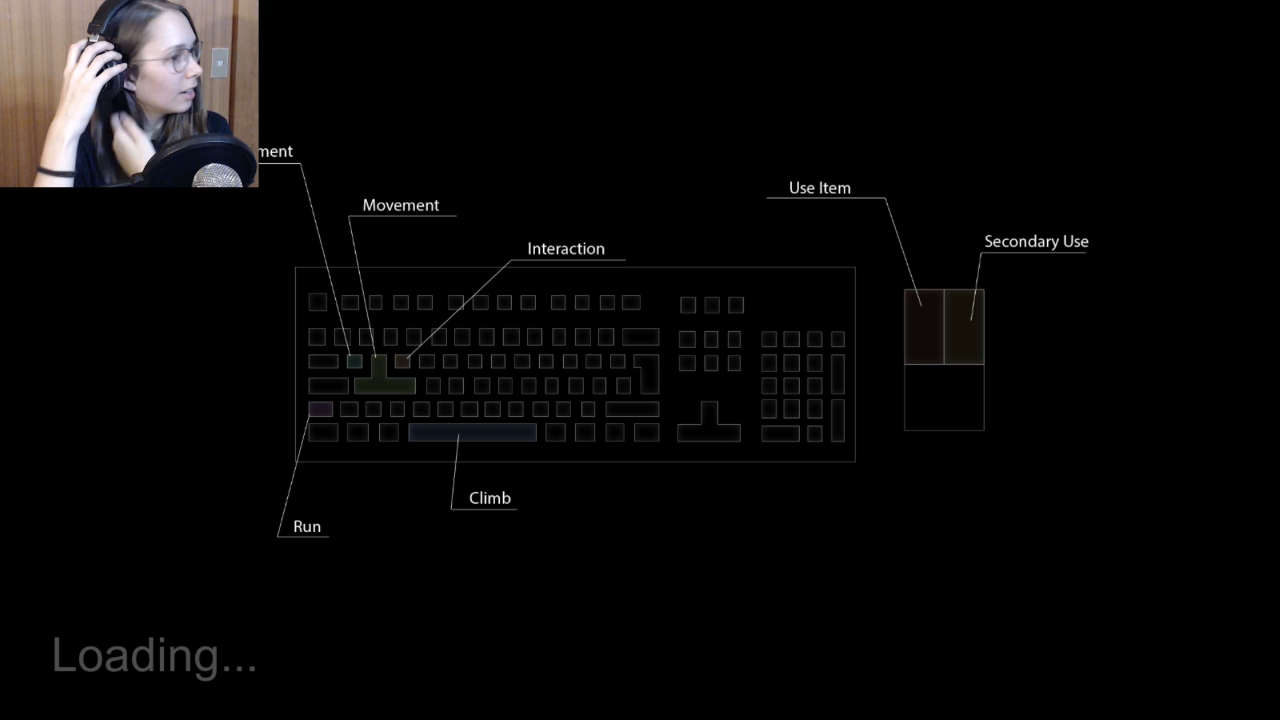 ment
Movement
Use Item
Secondary Use
Interaction
Climb
Run
Loading...